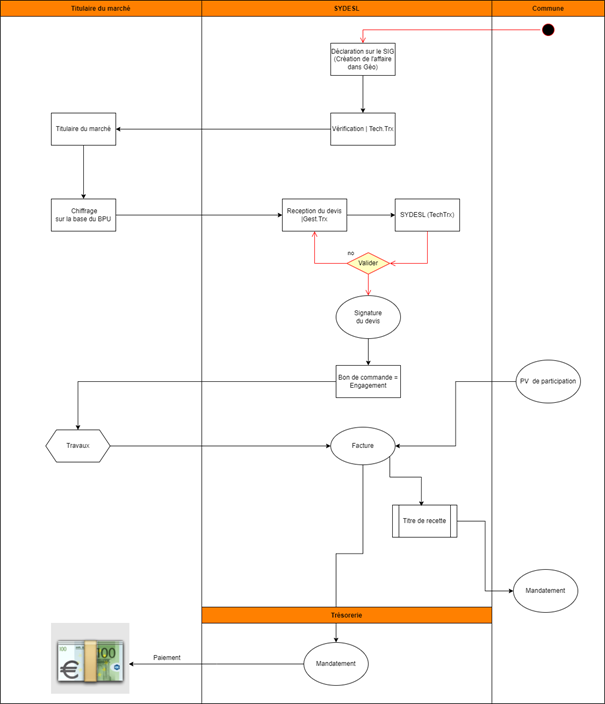 Titulaire du marché
SYDESL
Commune
Déclaration sur le SIG
(Création de l'affaire
dans Géo)
Titulaire du marché
Vérification | Tech.Trx
Chiffrage
sur la base du BPU
Reception du devis
|Gest.Trx
SYDESL (TechTrx)
no
Valider
Signature
du devis
Bon de commande =
Engagement
PV de participation
Travaux
Facture
Titre de recette
Mandatement
Trésorerie
100
100
€
Paiement
Mandatement